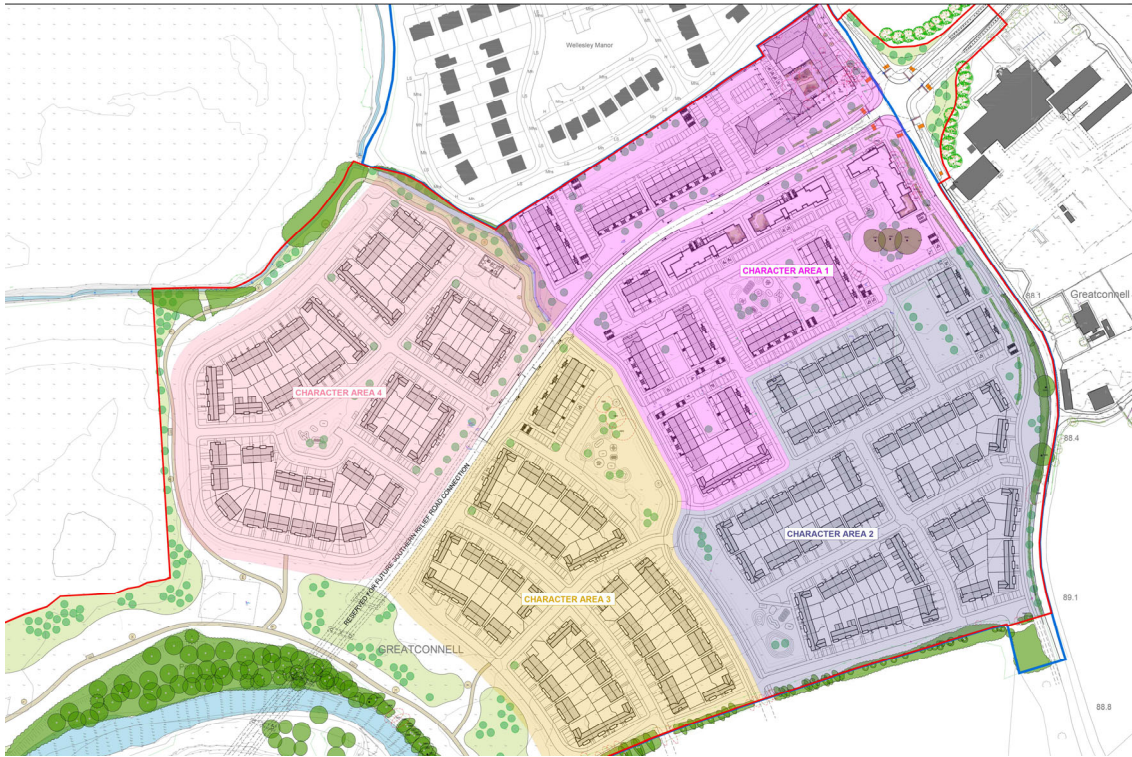 Wellesley Manor
CHARACTER AREA 1
88.1
Greatconnell
CHARACTER AREA 4
88.4
RESERVED FOR FUTURE SOUTHERN RELIEF ROAD CONNECTION
CHARACTER AREA 2
CHARACTER AREA 3
89.1
GREATCONNELL
88.8